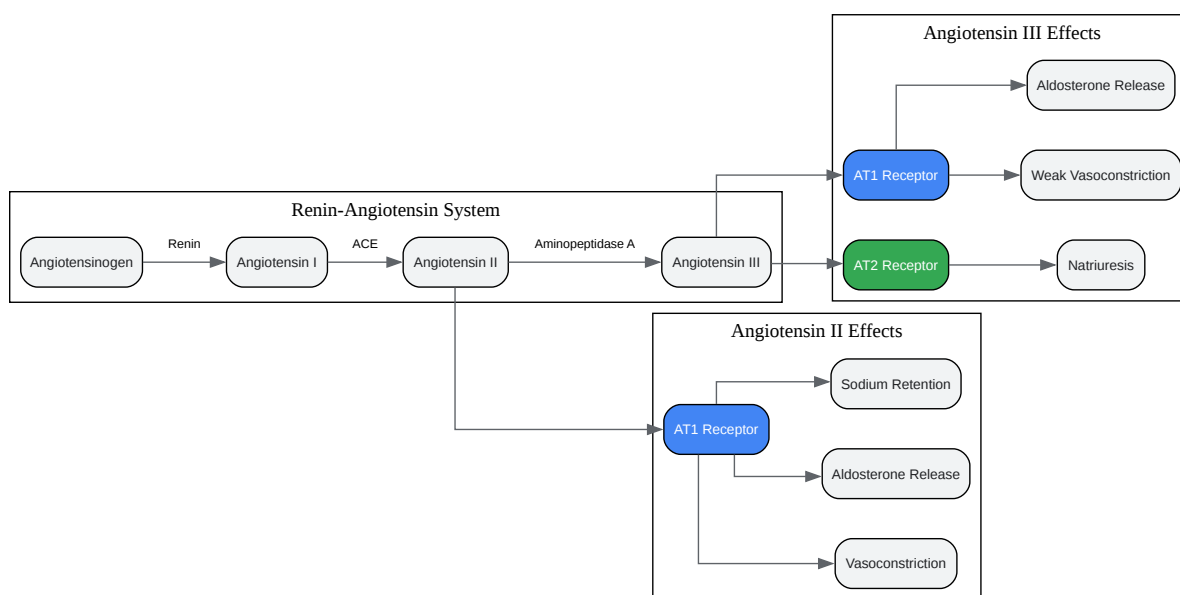 Angiotensin III Effects
Aldosterone Release
AT1 Receptor
Weak Vasoconstriction
AT2 Receptor
Natriuresis
Renin-Angiotensin System
Angiotensinogen
Renin
Angiotensin I
ACE
Angiotensin II
Aminopeptidase A
Angiotensin III
Angiotensin II Effects
Sodium Retention
AT1 Receptor
Aldosterone Release
Vasoconstriction